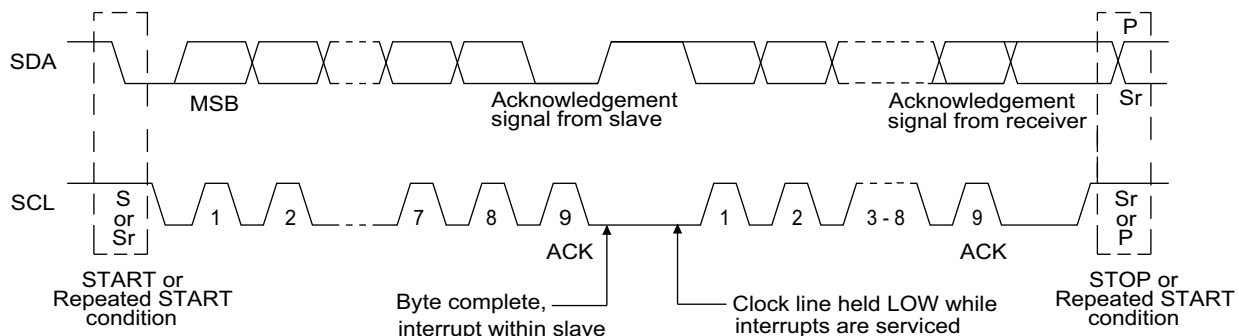 P
SDA
MSB
Acknowledgement
signal from slave
Acknowledgement
signal from receiver
Sr
SCL
S
or
Sr
1
2
7
8
9
1
2
3 - 8
9
Sr
or
P
ACK
ACK
START or
Repeated START
condition
Byte complete,
interrupt within slave
Clock line held LOW while
interrupts are serviced
STOP or
Repeated START
condition